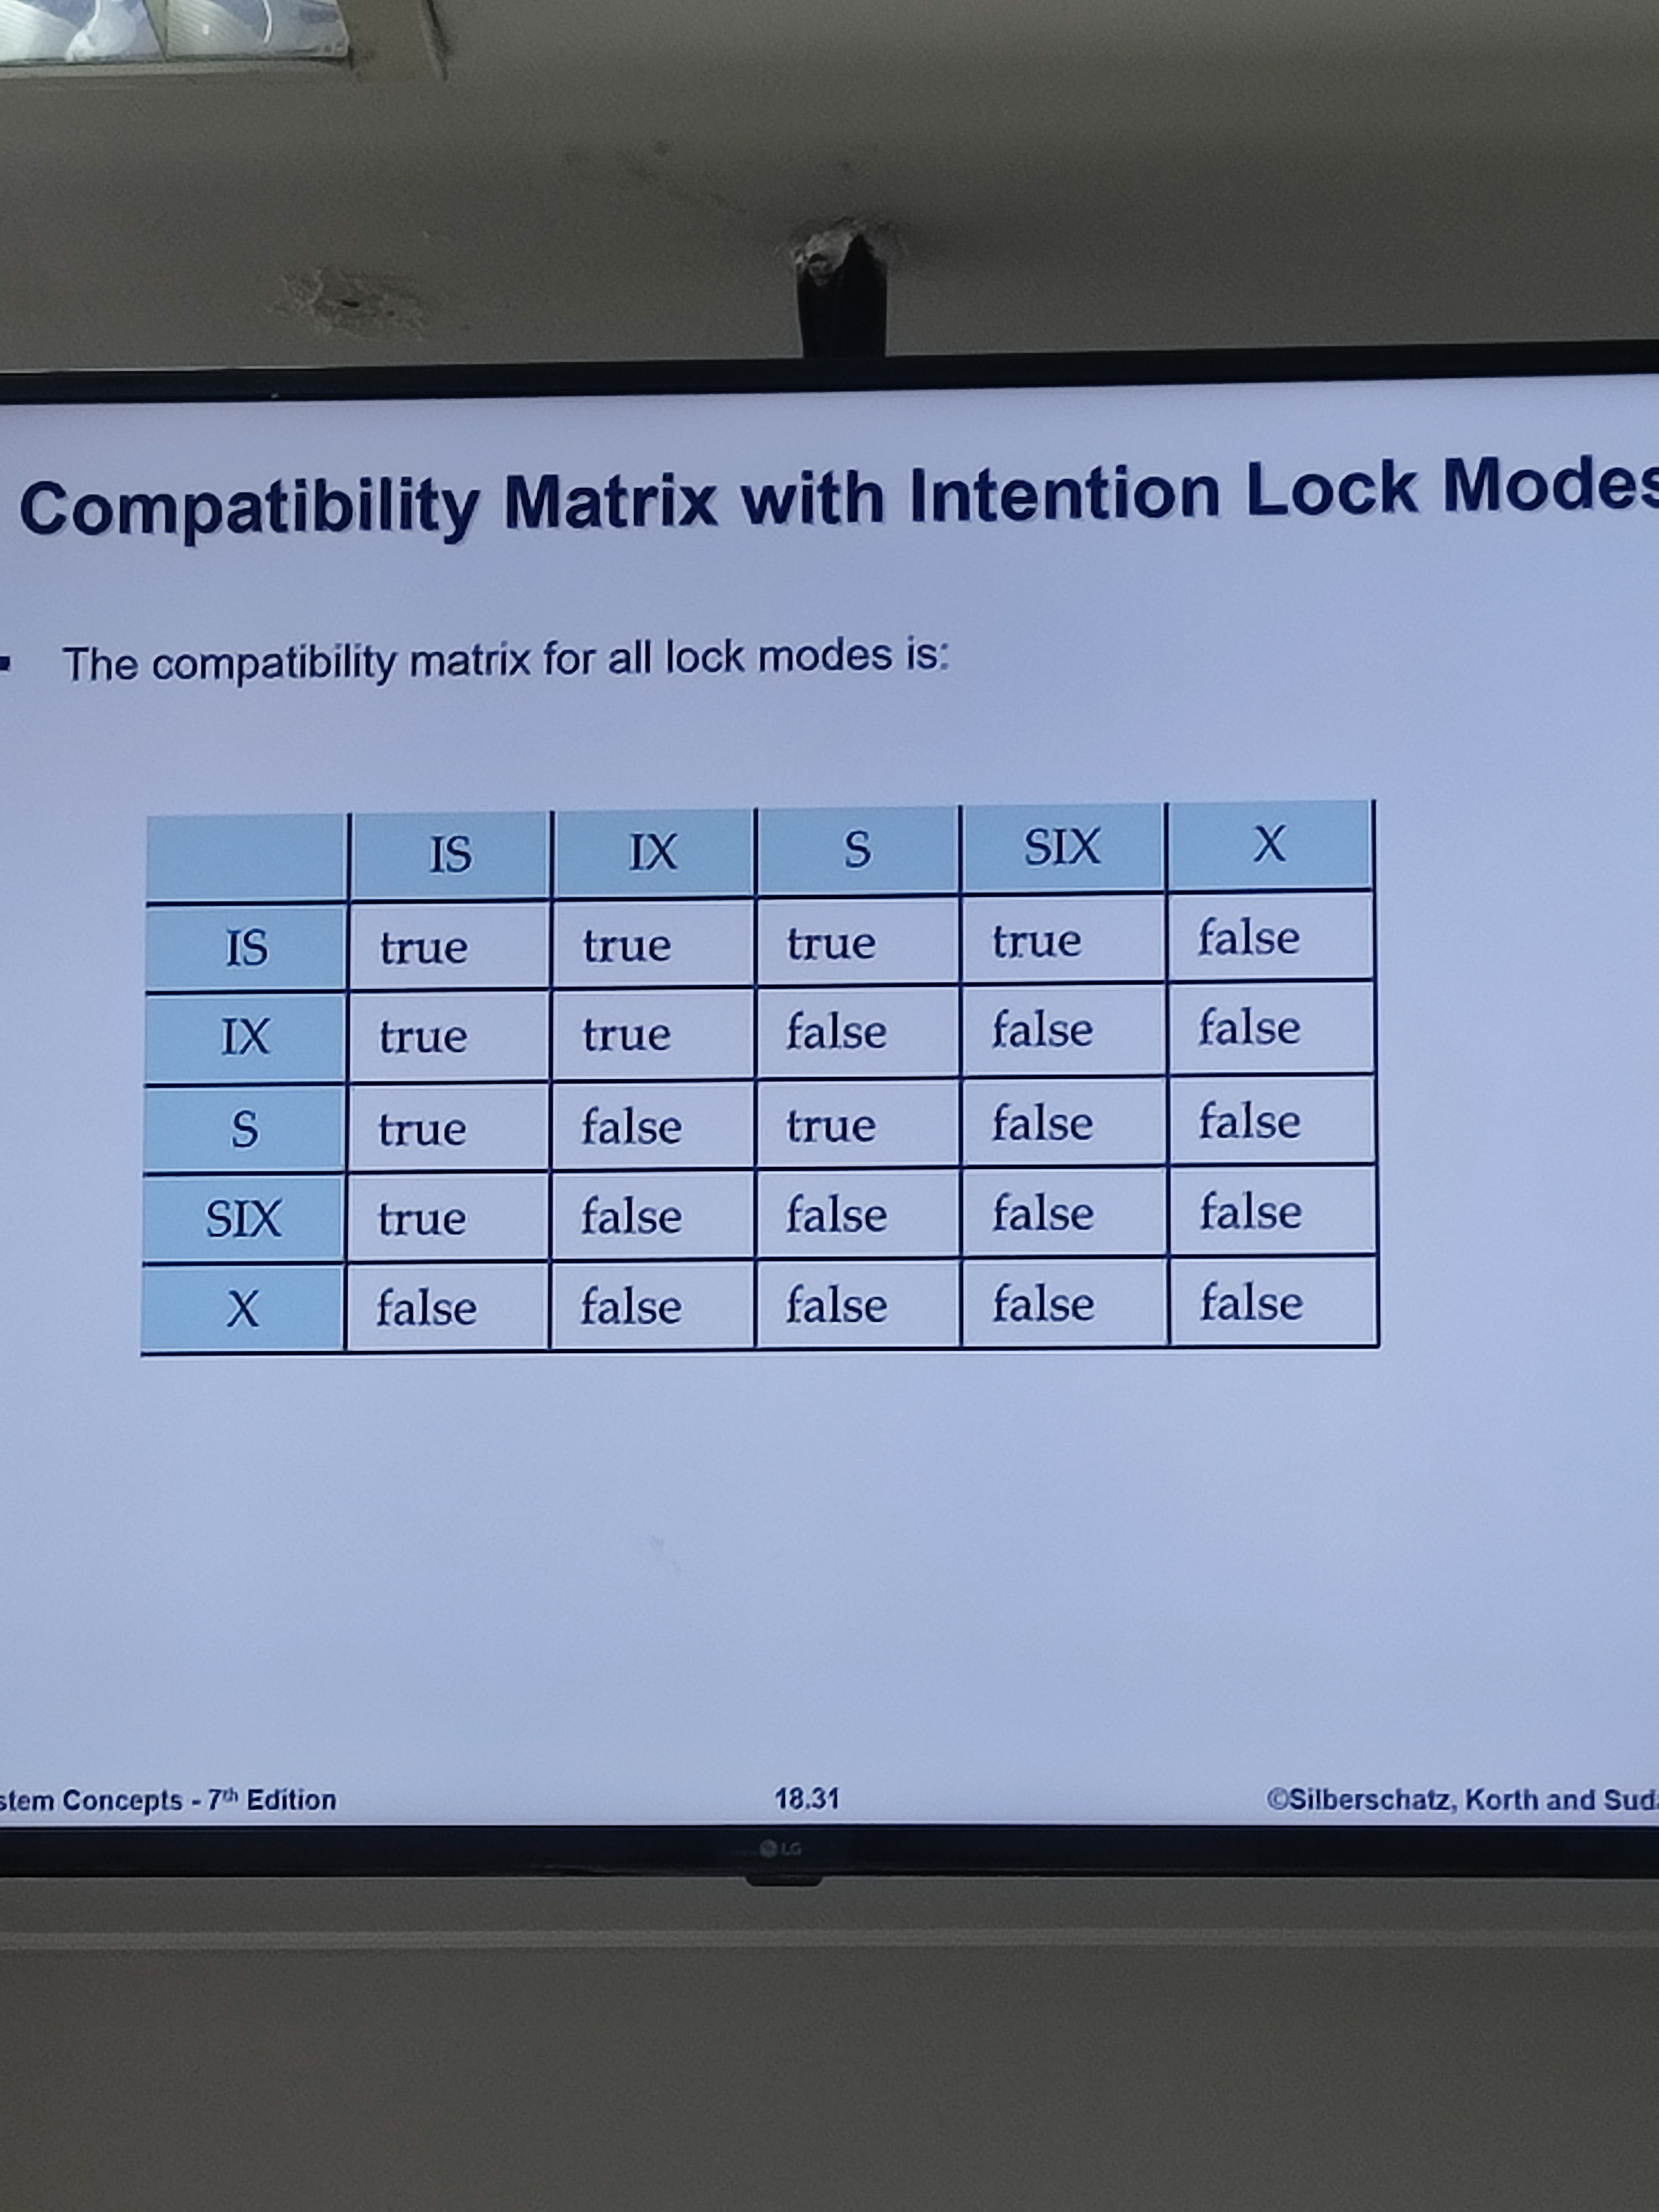 Compatibility Matrix with Intention Lock Modes
▪ The compatibility matrix for all lock modes is:
IS IX S SIX X
IS true true true true false
IX true true false false false
S true false true false false
SIX true false false false false
X false false false false false
stem Concepts - 7th Edition 18.31 ©Silberschatz, Korth and Sud
LG